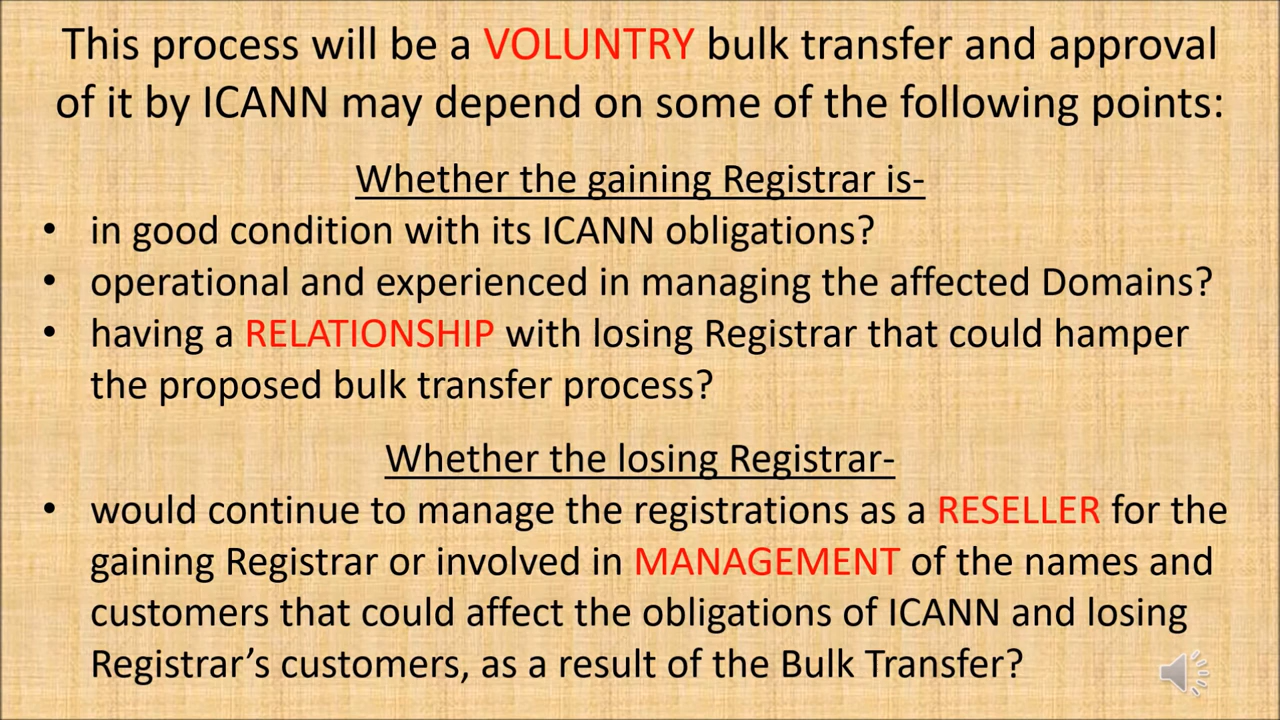 This process will be a VOLUNTRY bulk transfer and approval
of it by ICANN may depend on some of the following points:
Whether the gaining Registrar is-
• in good condition with its ICANN obligations?
• operational and experienced in managing the affected Domains?
• having a RELATIONSHIP with losing Registrar that could hamper
the proposed bulk transfer process?
Whether the losing Registrar-
• would continue to manage the registrations as a RESELLER for the
gaining Registrar or involved in MANAGEMENT of the names and
customers that could affect the obligations of ICANN and losing
Registrar’s customers, as a result of the Bulk Transfer?